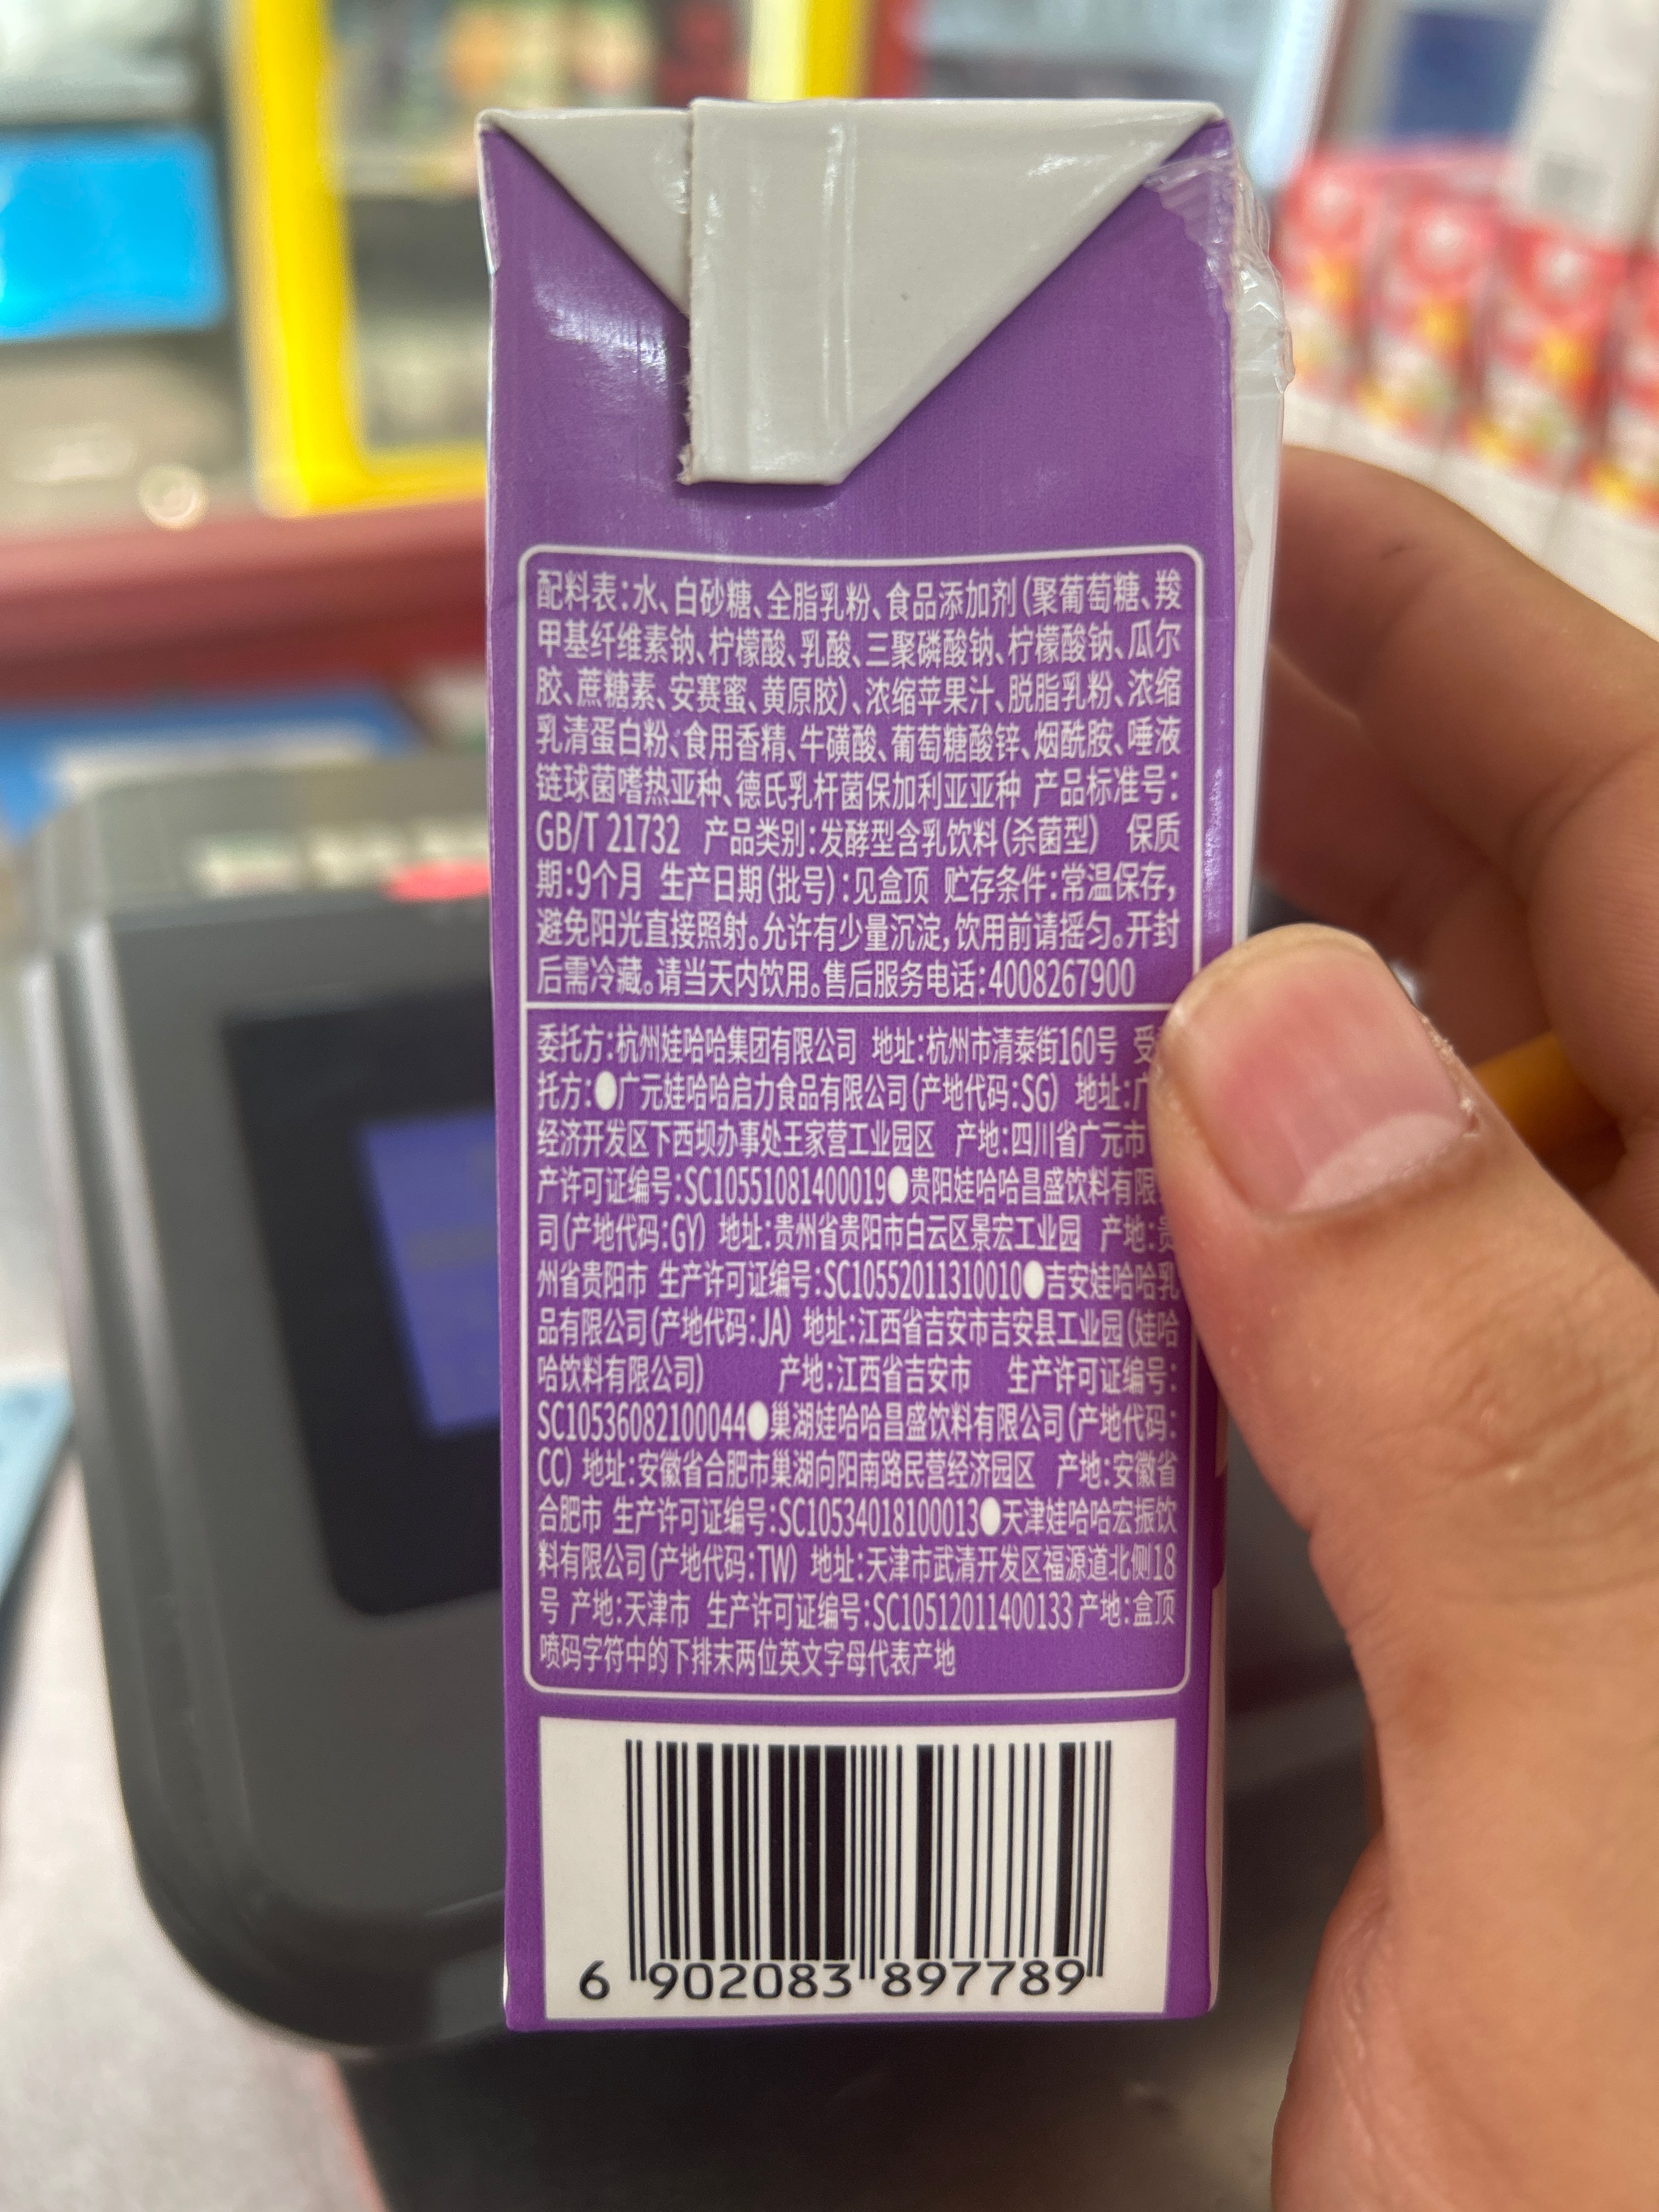 配料表:水、白砂糖、全脂乳粉、食品添加剂(聚葡萄糖、羧
甲基纤维素钠、柠檬酸、乳酸、三聚磷酸钠、柠檬酸钠、瓜尔
胶、蔗糖素、安赛蜜、黄原胶)、浓缩苹果汁、脱脂乳粉、浓缩
乳清蛋白粉、食用香精、牛磺酸、葡萄糖酸锌、烟酰胺、唾液
链球菌嗜热亚种、德氏乳杆菌保加利亚亚种 产品标准号:
GB/T 21732 产品类别:发酵型含乳饮料(杀菌型) 保质
期:9个月 生产日期(批号):见盒顶 贮存条件:常温保存,
避免阳光直接照射。允许有少量沉淀,饮用前请摇匀。开封
后需冷藏。请当天内饮用。售后服务电话:4008267900
委托方:杭州娃哈哈集团有限公司 地址:杭州市清泰街160号 受
托方:●广元娃哈哈启力食品有限公司(产地代码:SG) 地址:广
经济开发区下西坝办事处王家营工业园区 产地:四川省广元市
产许可证编号:SC10551081400019●贵阳娃哈哈昌盛饮料有限
司(产地代码:GY) 地址:贵州省贵阳市白云区景宏工业园 产地:贵
州省贵阳市 生产许可证编号:SC10552011310010●吉安娃哈哈乳
品有限公司(产地代码:JA) 地址:江西省吉安市吉安县工业园(娃哈
哈饮料有限公司) 产地:江西省吉安市 生产许可证编号:
SC10536082100044●巢湖娃哈哈昌盛饮料有限公司(产地代码:
CC) 地址:安徽省合肥市巢湖向阳南路民营经济园区 产地:安徽省
合肥市 生产许可证编号:SC10534018100013●天津娃哈哈宏振饮
料有限公司(产地代码:TW) 地址:天津市武清开发区福源道北侧18
号 产地:天津市 生产许可证编号:SC10512011400133 产地:盒顶
喷码字符中的下排末两位英文字母代表产地
6 902083 897789